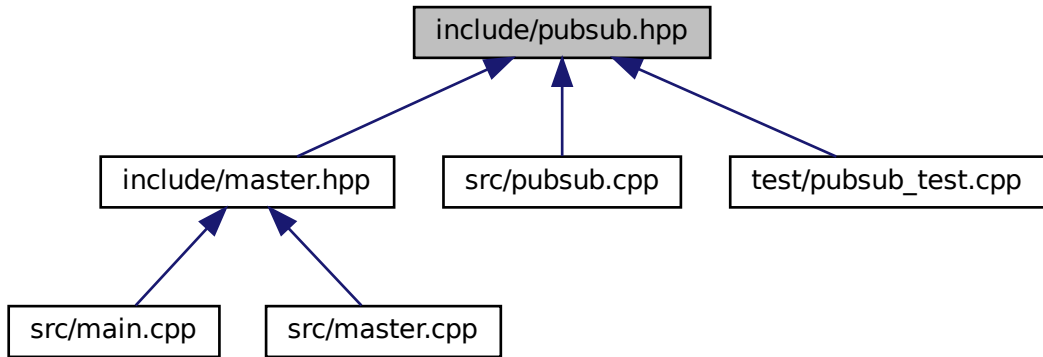 include/pubsub.hpp
include/master.hpp
src/pubsub.cpp
test/pubsub_test.cpp
src/main.cpp
src/master.cpp